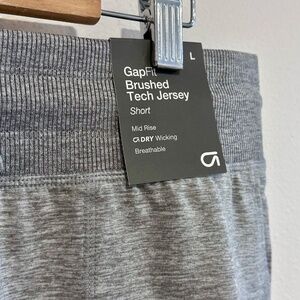 L
GapFit
Brushed
Tech Jersey
Short
Mid Rise
G DRY Wicking
Breathable
G